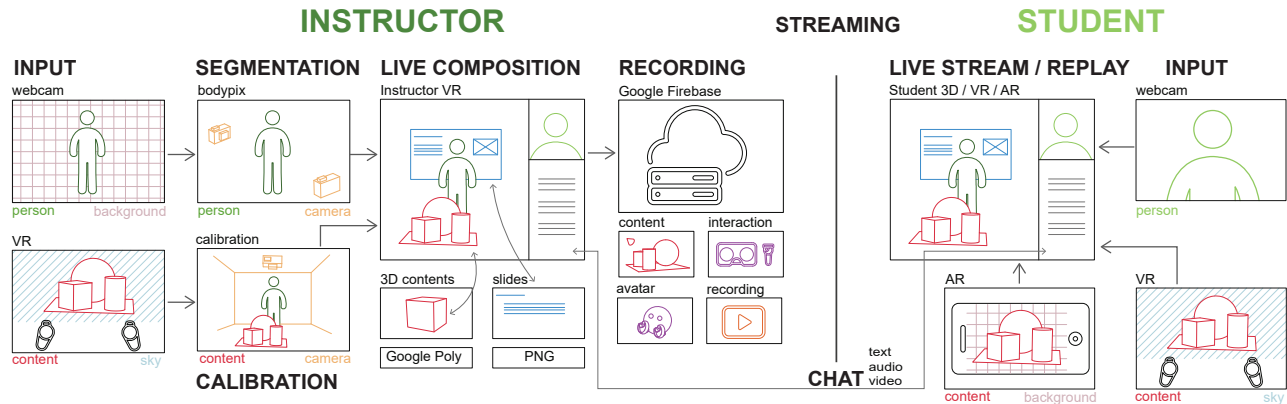 INSTRUCTOR
STREAMING
STUDENT
INPUT
webcam
person
background
VR
content
sky
SEGMENTATION
bodypix
person
camera
calibration
content
camera
CALIBRATION
LIVE COMPOSITION
Instructor VR
3D contents
Google Poly
slides
PNG
RECORDING
Google Firebase
content
interaction
avatar
recording
CHAT
text
audio
video
LIVE STREAM / REPLAY
Student 3D / VR / AR
AR
content
background
INPUT
webcam
person
VR
content
sky